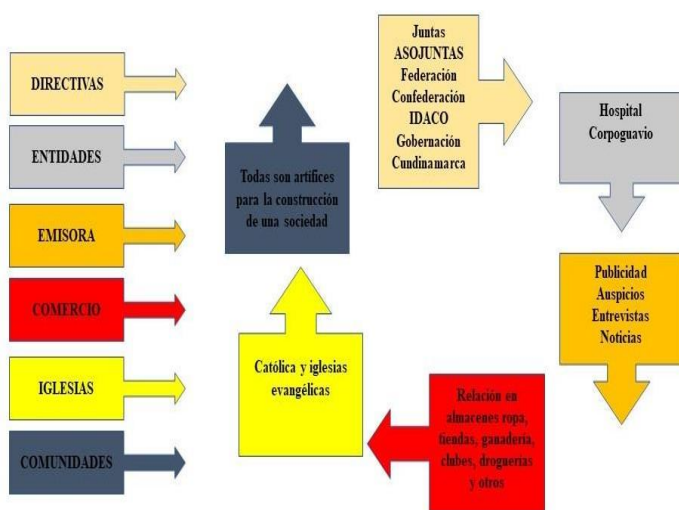 DIRECTIVAS
ENTIDADES
EMISORA
COMERCIO
IGLESIAS
COMUNIDADES
Todas son artífices
para la construcción
de una sociedad
Católica y iglesias
evangélicas
Juntas
ASOJUNTAS
Federación
Confederación
IDACO
Gobernación
Cundinamarca
Hospital
Corpoguavio
Publicidad
Auspicios
Entrevistas
Noticias
Relación en
almacenes ropa,
tiendas, ganadería,
clubes, droguerías
y otros